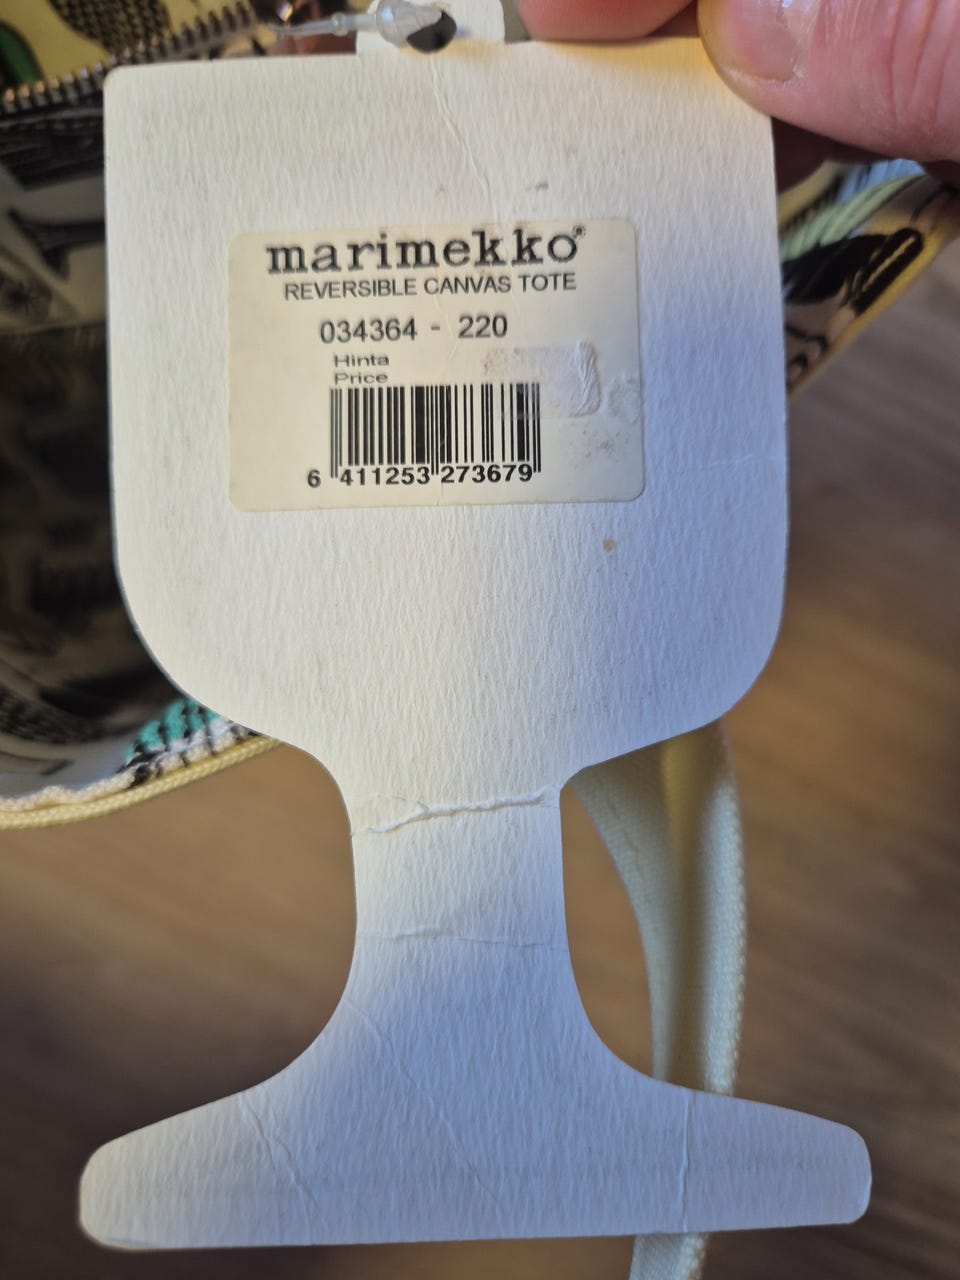 marimekko®
REVERSIBLE CANVAS TOTE
034364 - 220
Hinta
Price
6 411253 273679